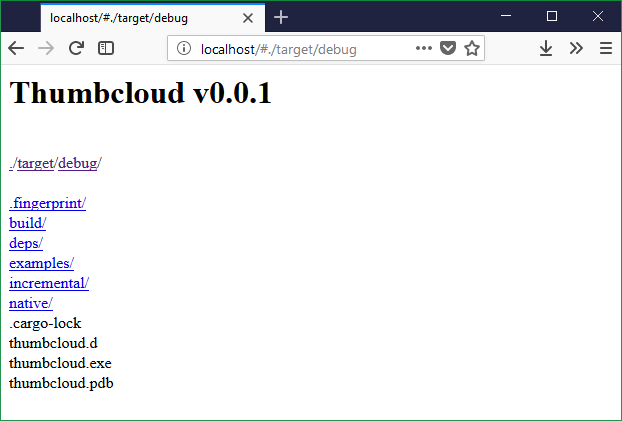 localhost/#./target/debug
localhost/#./target/debug
Thumbcloud v0.0.1
./target/debug/
.fingerprint/
build/
deps/
examples/
incremental/
native/
.cargo-lock
thumbcloud.d
thumbcloud.exe
thumbcloud.pdb